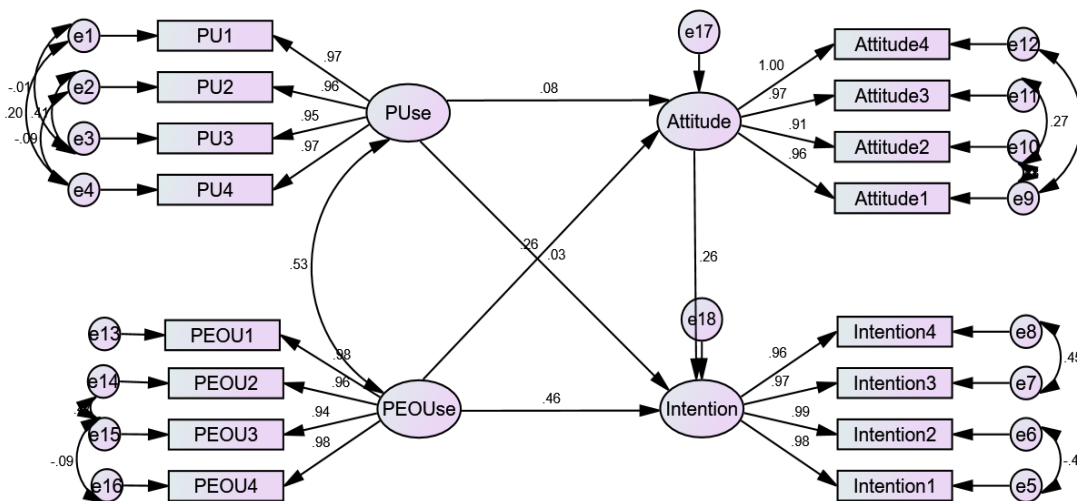 e1
PU1
.97
e17
e12
Attitude4
1.00
-.01
e2
PU2
.96
PUse
.08
Attitude
.97
Attitude3
e11
.20
.41
.95
.27
-.09
e3
PU3
.91
Attitude2
e10
.97
.96
e4
PU4
Attitude1
e9
.26
.03
.53
.26
e13
PEOU1
.98
e18
Intention4
e8
.96
.45
e14
PEOU2
.96
PEOUse
.46
Intention
.97
Intention3
e7
e15
PEOU3
.94
.99
Intention2
e6
-.09
.98
.98
-.4
e16
PEOU4
Intention1
e5